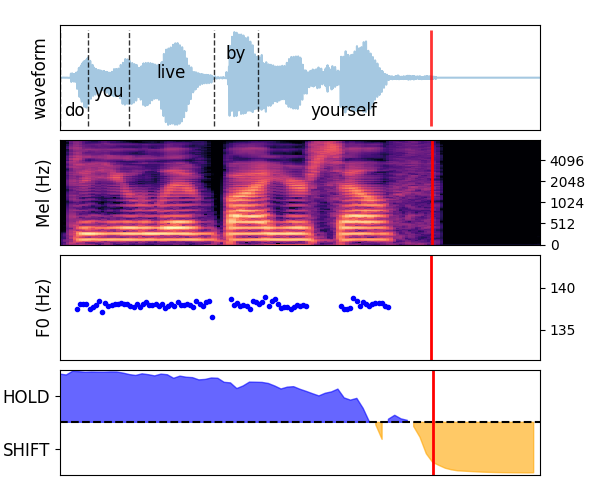 waveform
do
you
live
by
yourself
Mel (Hz)
4096
2048
1024
512
0
F0 (Hz)
140
135
HOLD
SHIFT